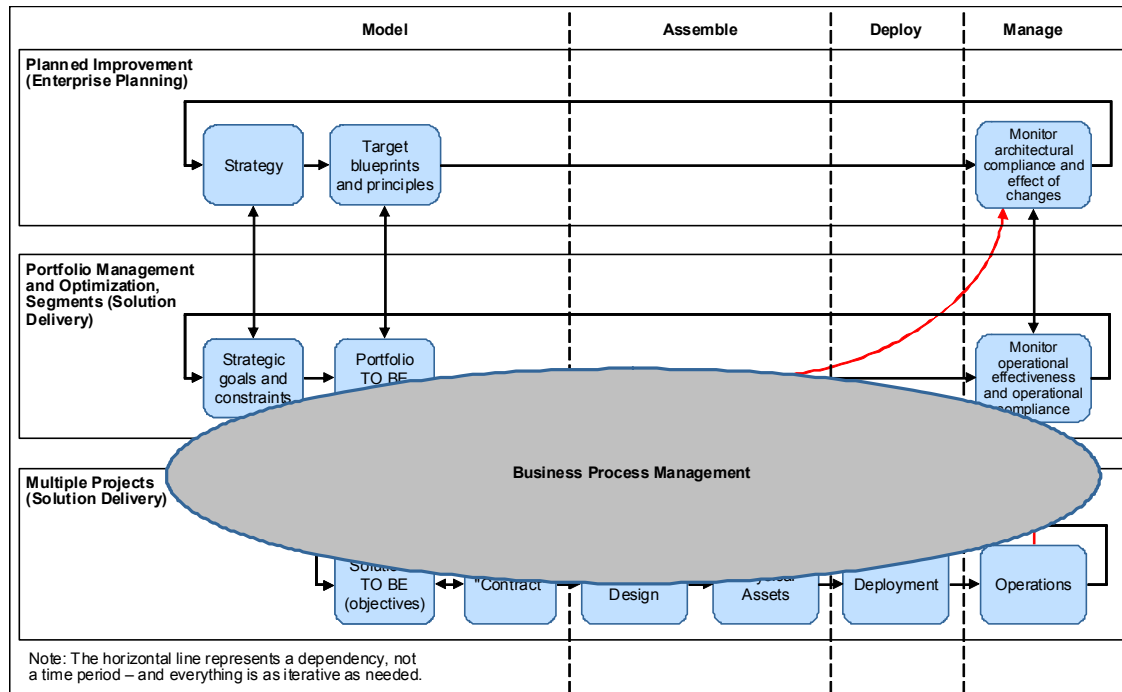 Model
Assemble
Deploy
Manage
Planned Improvement
(Enterprise Planning)
Strategy
Target
blueprints
and principles
Monitor
architectural
compliance and
effect of
changes
Portfolio Management
and Optimization,
Segments (Solution
Delivery)
Strategic
goals and
constraints
Portfolio
TO BE
Monitor
operational
effectiveness
and operational
compliance
Business Process Management
Multiple Projects
(Solution Delivery)
TO BE
(objectives)
"Contract
Design
Assets
Deployment
Operations
Note: The horizontal line represents a dependency, not
a time period – and everything is as iterative as needed.